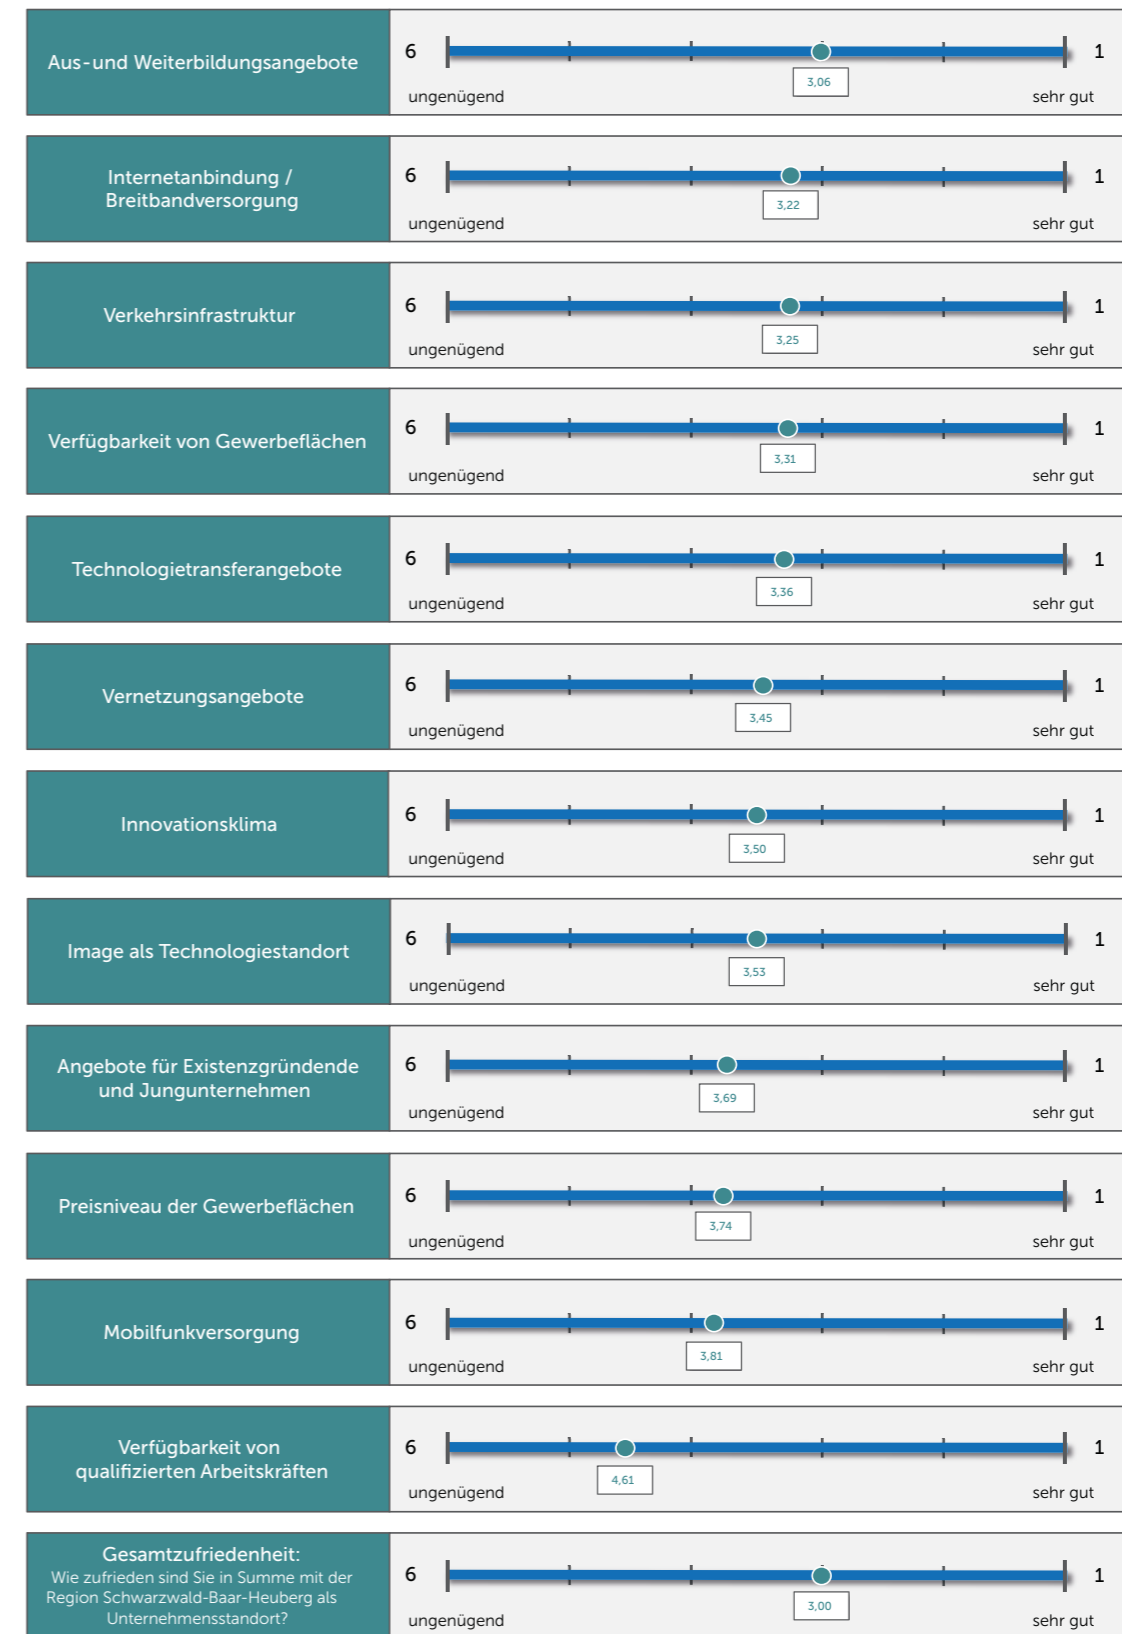 Aus-und Weiterbildungsangebote
6
1
3,06
ungenügend
sehr gut
Internetanbindung /
Breitbandversorgung
6
1
3,22
ungenügend
sehr gut
Verkehrsinfrastruktur
6
1
3,25
ungenügend
sehr gut
Verfügbarkeit von Gewerbeflächen
6
1
3,31
ungenügend
sehr gut
Technologietransferangebote
6
1
3,36
ungenügend
sehr gut
Vernetzungsangebote
6
1
3,45
ungenügend
sehr gut
Innovationsklima
6
1
3,50
ungenügend
sehr gut
Image als Technologiestandort
6
1
3,53
ungenügend
sehr gut
Angebote für Existenzgründende
und Jungunternehmen
6
1
3,69
ungenügend
sehr gut
Preisniveau der Gewerbeflächen
6
1
3,74
ungenügend
sehr gut
Mobilfunkversorgung
6
1
3,81
ungenügend
sehr gut
Verfügbarkeit von
qualifizierten Arbeitskräften
6
1
4,61
ungenügend
sehr gut
Gesamtzufriedenheit:
Wie zufrieden sind Sie in Summe mit der
Region Schwarzwald-Baar-Heuberg als
Unternehmensstandort?
6
1
3,00
ungenügend
sehr gut